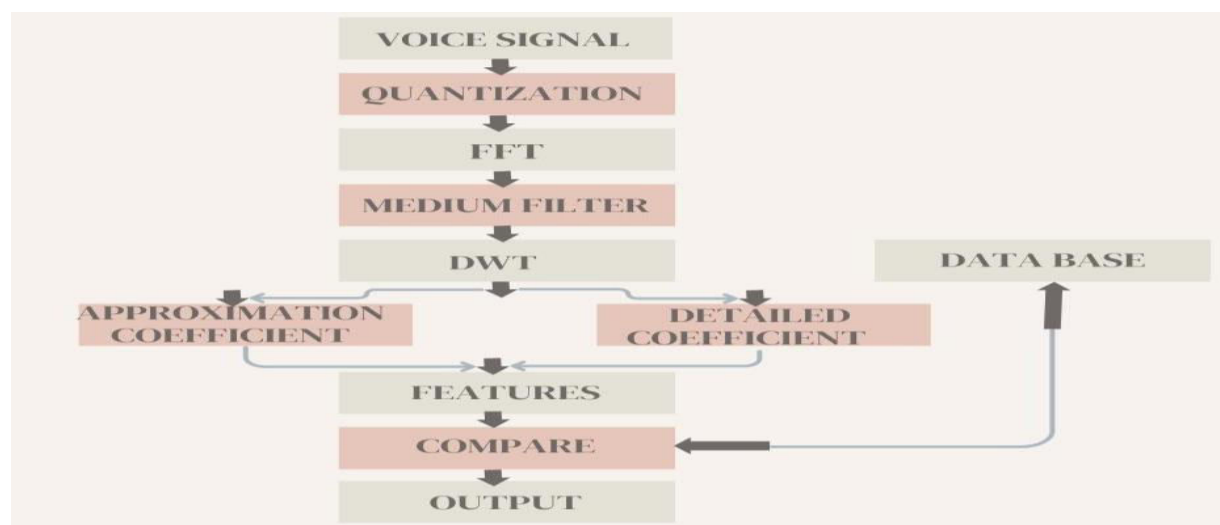 VOICE SIGNAL
QUANTIZATION
FFT
MEDIUM FILTER
DWT
DATA BASE
APPROXIMATION
COEFFICIENT
DETAILED
COEFFICIENT
FEATURES
COMPARE
OUTPUT